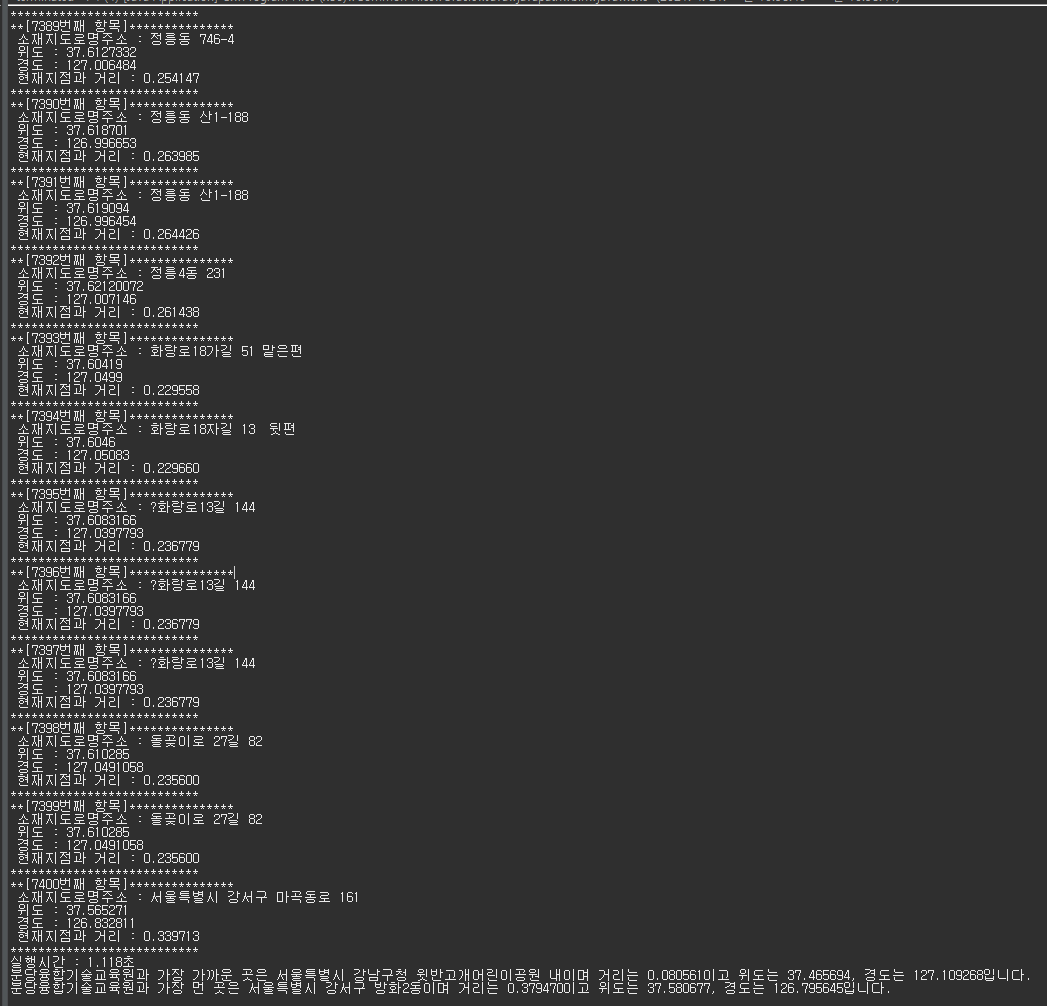 ***************************
**[7389번째 항목]***************
 소재지도로명주소 : 정릉동 746-4
 위도 : 37.6127332
 경도 : 127.006484
 현재지점과 거리 : 0.254147
***************************
**[7390번째 항목]***************
 소재지도로명주소 : 정릉동 산1-188
 위도 : 37.618701
 경도 : 126.996653
 현재지점과 거리 : 0.263985
***************************
**[7391번째 항목]***************
 소재지도로명주소 : 정릉동 산1-188
 위도 : 37.619094
 경도 : 126.996454
 현재지점과 거리 : 0.264426
***************************
**[7392번째 항목]***************
 소재지도로명주소 : 정릉4동 231
 위도 : 37.62120072
 경도 : 127.007146
 현재지점과 거리 : 0.261438
***************************
**[7393번째 항목]***************
 소재지도로명주소 : 화랑로18가길 51 맡은편
 위도 : 37.60419
 경도 : 127.0499
 현재지점과 거리 : 0.229558
***************************
**[7394번째 항목]***************
 소재지도로명주소 : 화랑로18자길 13  뒷편
 위도 : 37.6046
 경도 : 127.05083
 현재지점과 거리 : 0.229660
***************************
**[7395번째 항목]***************
 소재지도로명주소 : ?화랑로13길 144
 위도 : 37.6083166
 경도 : 127.0397793
 현재지점과 거리 : 0.236779
***************************
**[7396번째 항목]***************
 소재지도로명주소 : ?화랑로13길 144
 위도 : 37.6083166
 경도 : 127.0397793
 현재지점과 거리 : 0.236779
***************************
**[7397번째 항목]***************
 소재지도로명주소 : ?화랑로13길 144
 위도 : 37.6083166
 경도 : 127.0397793
 현재지점과 거리 : 0.236779
***************************
**[7398번째 항목]***************
 소재지도로명주소 : 돌곶이로 27길 82
 위도 : 37.610285
 경도 : 127.0491058
 현재지점과 거리 : 0.235600
***************************
**[7399번째 항목]***************
 소재지도로명주소 : 돌곶이로 27길 82
 위도 : 37.610285
 경도 : 127.0491058
 현재지점과 거리 : 0.235600
***************************
**[7400번째 항목]***************
 소재지도로명주소 : 서울특별시 강서구 마곡동로 161
 위도 : 37.565271
 경도 : 126.832811
 현재지점과 거리 : 0.339713
***************************
실행시간 : 1.118초
분당융합기술교육원과 가장 가까운 곳은 서울특별시 강남구청 윗반고개어린이공원 내이며 거리는 0.080561이고 위도는 37.465694, 경도는 127.109268입니다.
분당융합기술교육원과 가장 먼 곳은 서울특별시 강서구 방화2동이며 거리는 0.379470이고 위도는 37.580677, 경도는 126.795645입니다.